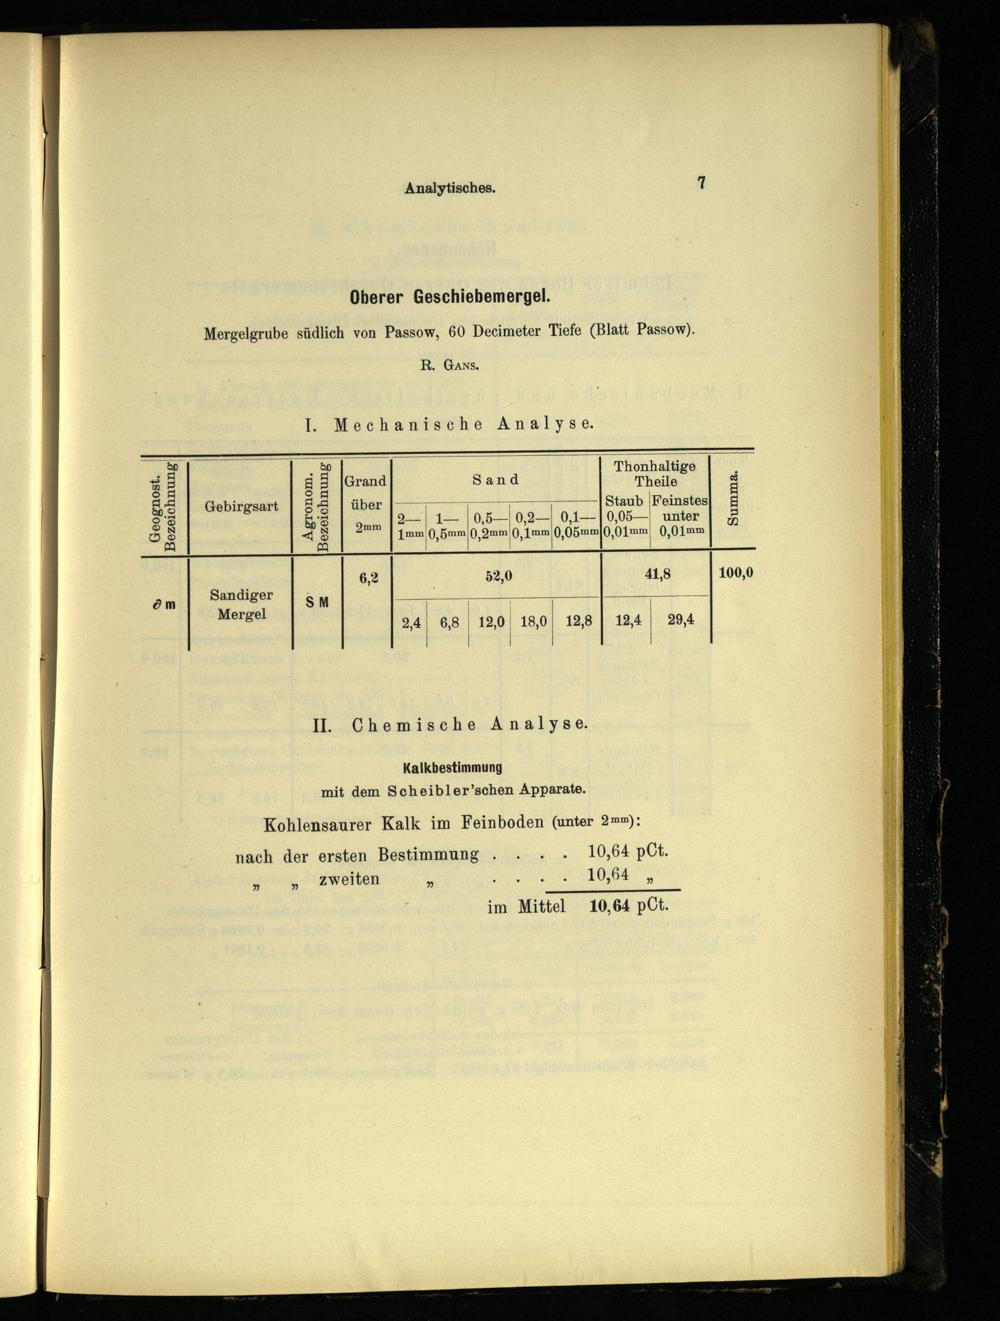 Analytisches. 7
Oberer Geschiebemergel.
Mergelgrube südlich von Passow, 60 Decimeter Tiefe (Blatt Passow).
R. Gans.
I. Mechanische Analyse.
Geognost. Bezeichnung
Gebirgsart
Agronom. Bezeichnung
Grand über 2mm
Sand
2—1mm
1—0,5mm
0,5—0,2mm
0,2—0,1mm
0,1—0,05mm
Thonhaltige Theile
Staub 0,05—0,01mm
Feinstes unter 0,01mm
Summa.
∂m
Sandiger Mergel
SM
6,2 52,0 41,8 100,0
2,4 6,8 12,0 18,0 12,8 12,4 29,4
II. Chemische Analyse.
Kalkbestimmung
mit dem Scheibler'schen Apparate.
Kohlensaurer Kalk im Feinboden (unter 2mm):
nach der ersten Bestimmung . . . . 10,64 pCt.
„ „ zweiten „ . . . . 10,64 „
im Mittel 10,64 pCt.